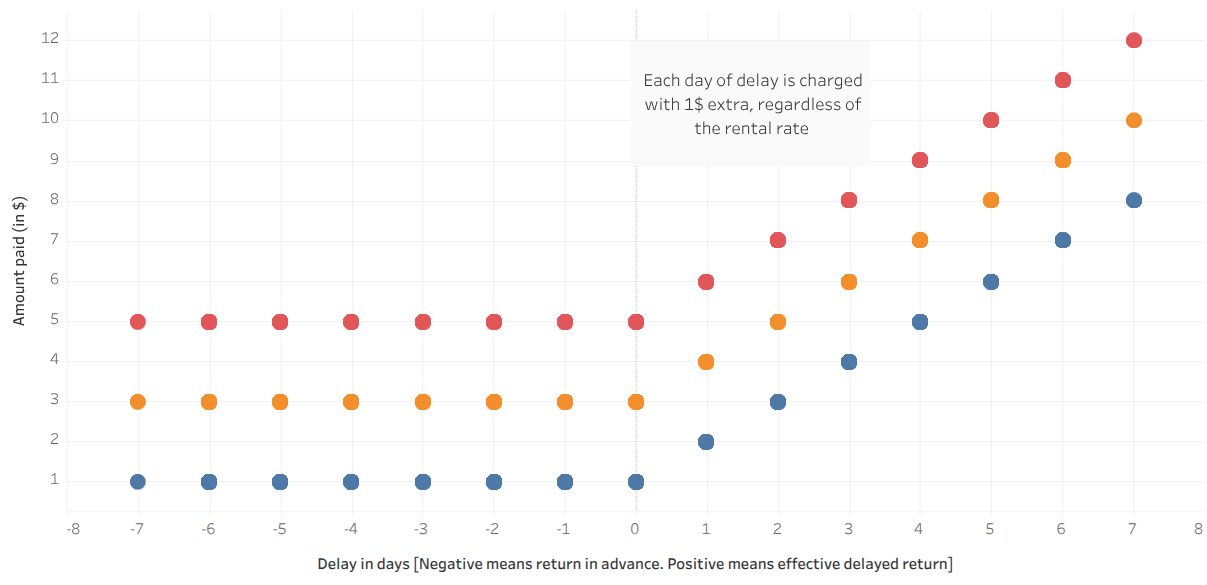 12
11
10
9
8
7
6
5
4
3
2
1
Amount paid (in $)
Each day of delay is charged
with 1$ extra, regardless of
the rental rate
-8 -7 -6 -5 -4 -3 -2 -1 0 1 2 3 4 5 6 7 8
Delay in days [Negative means return in advance. Positive means effective delayed return]